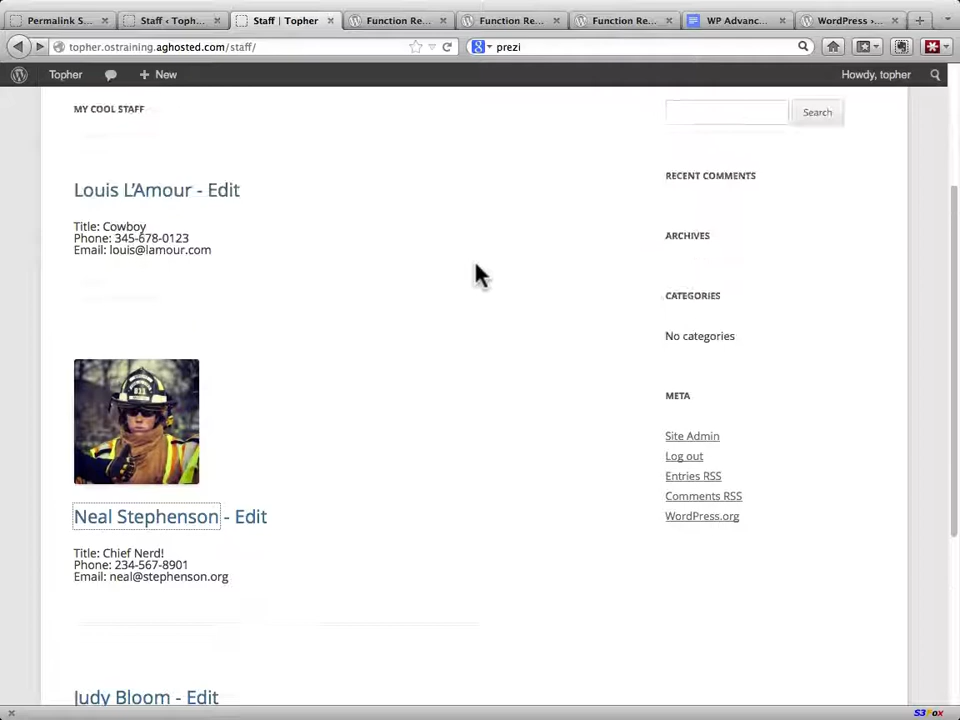 Permalink S...
Staff ‹ Toph...
Staff | Topher
Function Re...
Function Re...
Function Re...
WP Advanc...
WordPress ›...
topher.ostraining.aghosted.com/staff/
prezi
Topher
New
Howdy, topher
MY COOL STAFF
Search
Louis L’Amour - Edit
Title: Cowboy
Phone: 345-678-0123
Email: louis@lamour.com
RECENT COMMENTS
ARCHIVES
CATEGORIES
No categories
META
Site Admin
Log out
Entries RSS
Comments RSS
WordPress.org
Neal Stephenson - Edit
Title: Chief Nerd!
Phone: 234-567-8901
Email: neal@stephenson.org
Judy Bloom - Edit
S3Fox